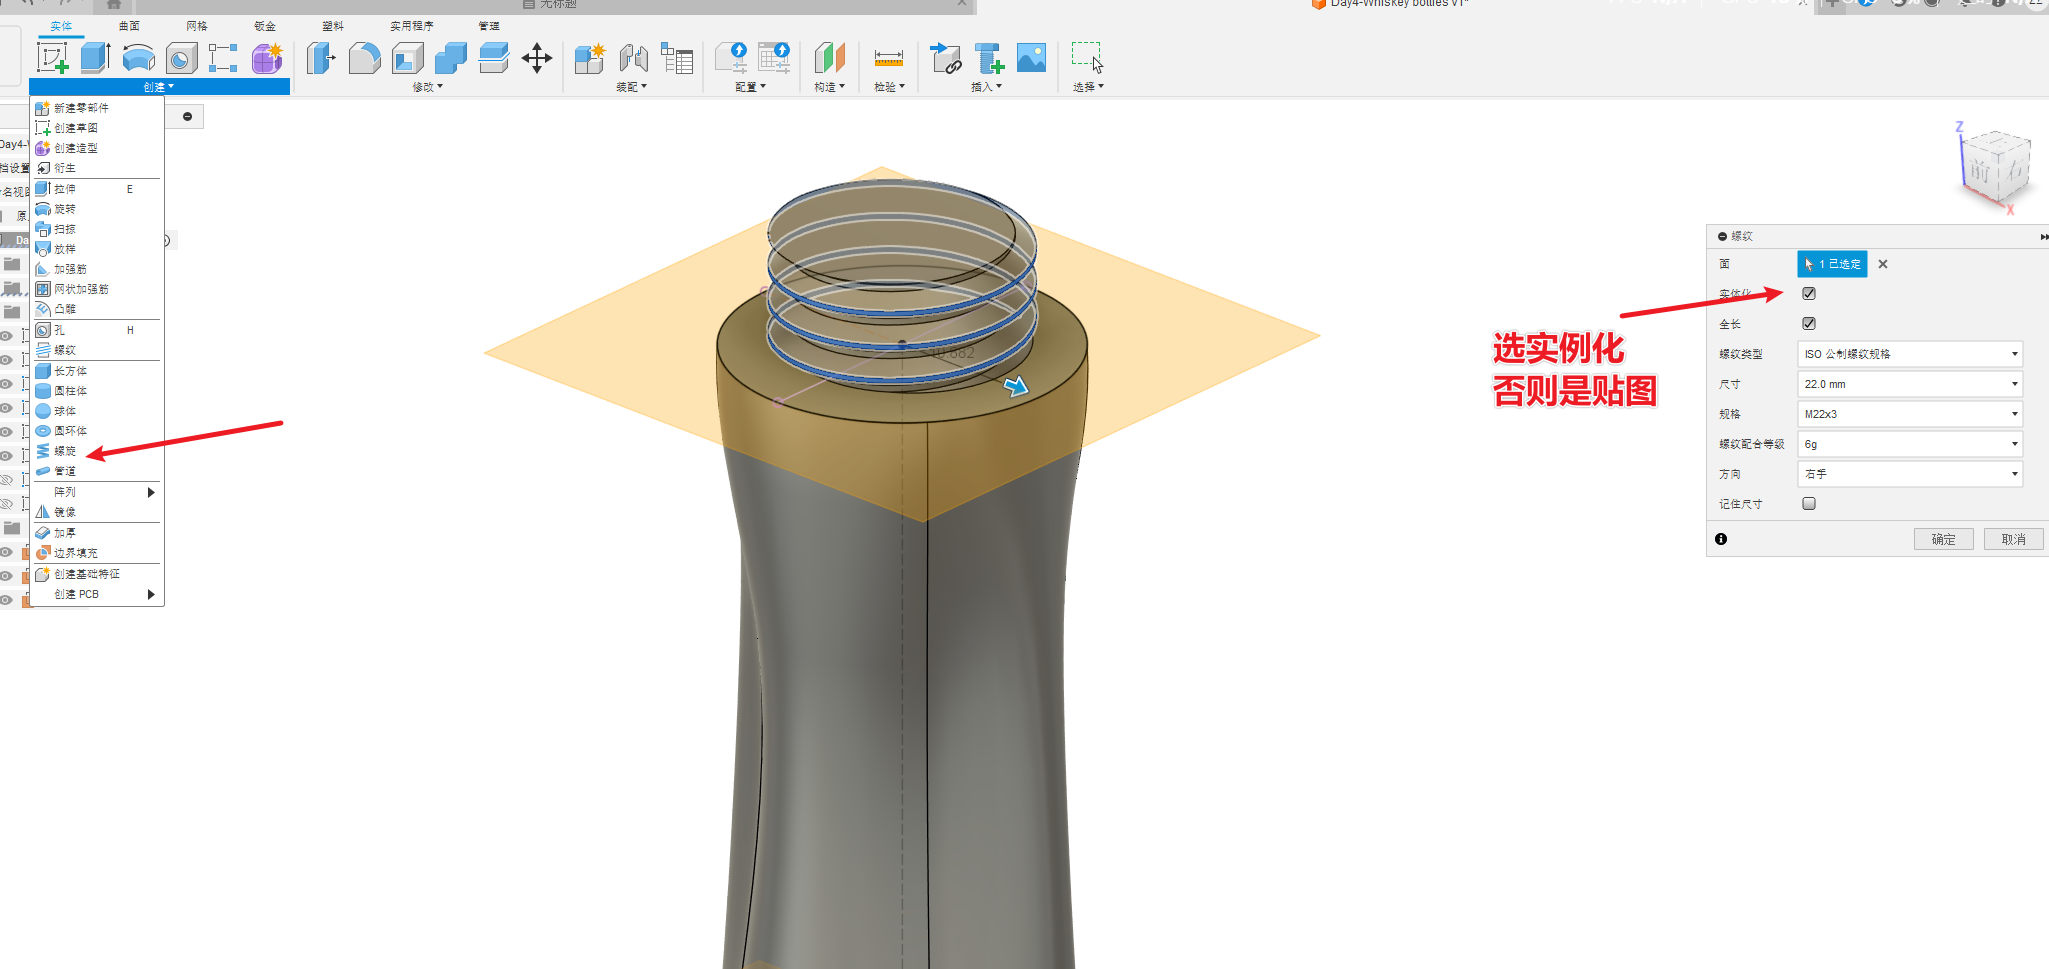 无标题
Day4-Whiskey bottles v1*
实体 曲面 网格 钣金 塑料 实用程序 管理
创建 修改 装配 配置 构造 检验 插入 选择
新建零部件
创建草图
创建造型
衍生
拉伸 E
旋转
扫掠
放样
加强筋
网状加强筋
凸雕
孔 H
螺纹
长方体
圆柱体
球体
圆环体
螺旋
管道
阵列
镜像
加厚
边界填充
创建基础特征
创建 PCB
Day4-
档设置
名视图
原
Da
Z
前
右
X
螺纹
面 1 已选定
实体化
全长
螺纹类型 ISO 公制螺纹规格
尺寸 22.0 mm
规格 M22x3
螺纹配合等级 6g
方向 右手
记住尺寸
确定 取消
选实例化
否则是贴图